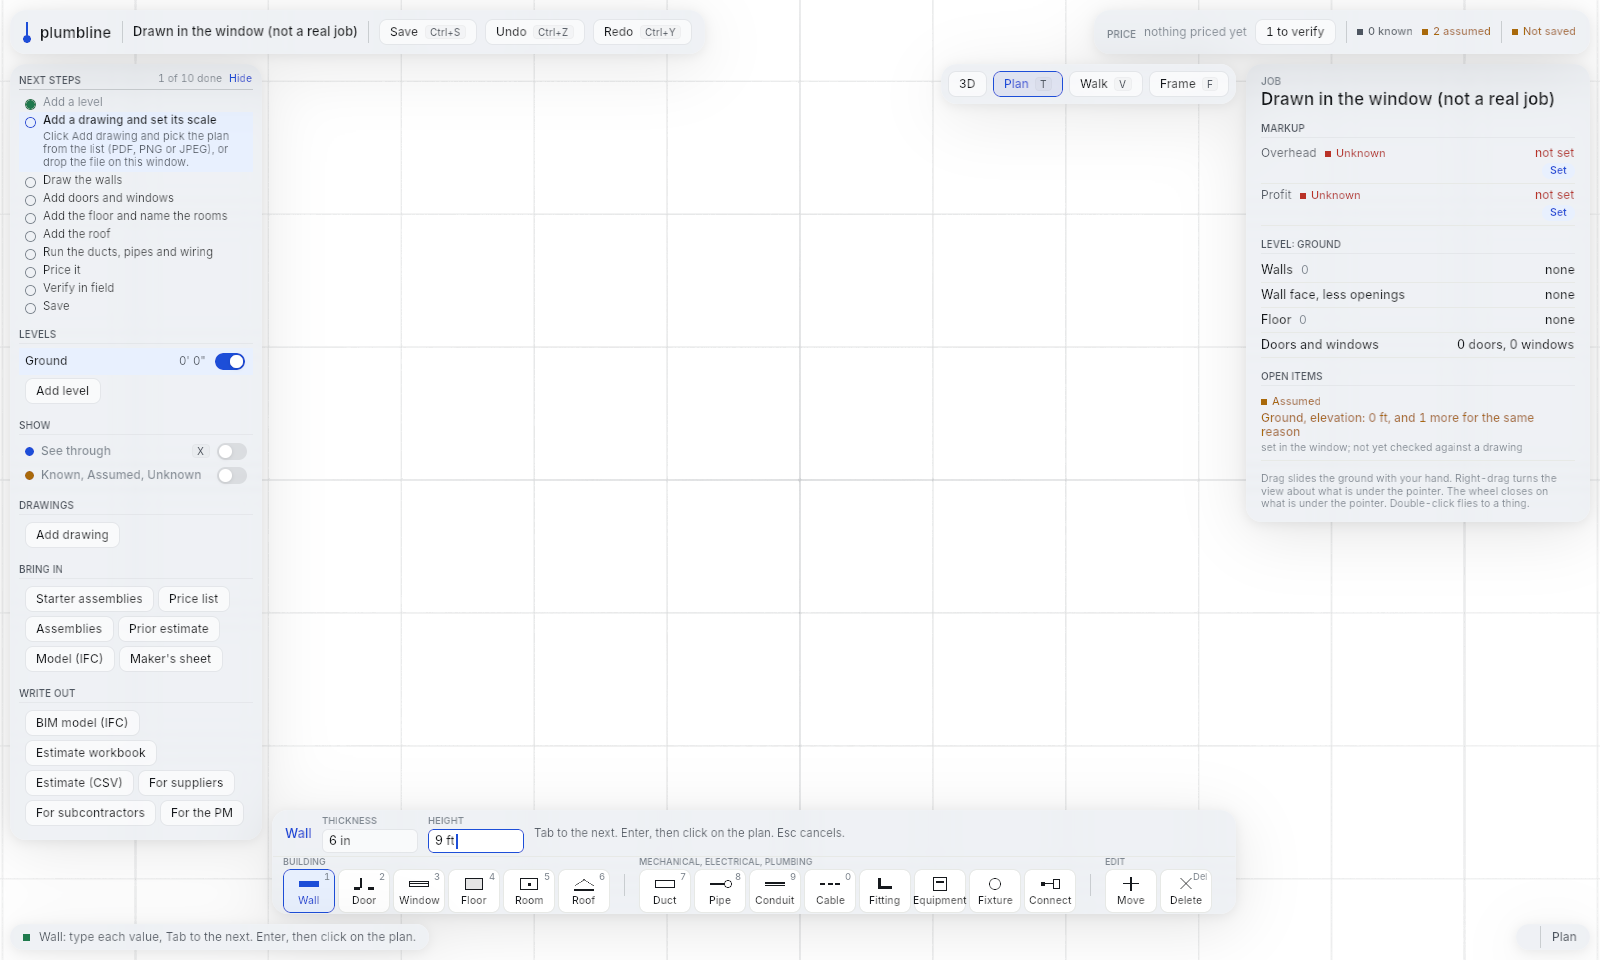 plumbline
Drawn in the window (not a real job)
Save Ctrl+S
Undo Ctrl+Z
Redo Ctrl+Y
PRICE nothing priced yet
1 to verify
0 known
2 assumed
Not saved
NEXT STEPS 1 of 10 done Hide
Add a level
Add a drawing and set its scale
Click Add drawing and pick the plan
from the list (PDF, PNG or JPEG), or
drop the file on this window.
Draw the walls
Add doors and windows
Add the floor and name the rooms
Add the roof
Run the ducts, pipes and wiring
Price it
Verify in field
Save
LEVELS
Ground 0' 0"
Add level
SHOW
See through X
Known, Assumed, Unknown
DRAWINGS
Add drawing
BRING IN
Starter assemblies Price list
Assemblies Prior estimate
Model (IFC) Maker's sheet
WRITE OUT
BIM model (IFC)
Estimate workbook
Estimate (CSV) For suppliers
For subcontractors For the PM
3D
Plan T
Walk V
Frame F
JOB
Drawn in the window (not a real job)
MARKUP
Overhead Unknown not set
Set
Profit Unknown not set
Set
LEVEL: GROUND
Walls 0 none
Wall face, less openings none
Floor 0 none
Doors and windows 0 doors, 0 windows
OPEN ITEMS
Assumed
Ground, elevation: 0 ft, and 1 more for the same
reason
set in the window; not yet checked against a drawing
Drag slides the ground with your hand. Right-drag turns the
view about what is under the pointer. The wheel closes on
what is under the pointer. Double-click flies to a thing.
Wall
THICKNESS
6 in
HEIGHT
9 ft
Tab to the next. Enter, then click on the plan. Esc cancels.
BUILDING
1 Wall
2 Door
3 Window
4 Floor
5 Room
6 Roof
MECHANICAL, ELECTRICAL, PLUMBING
7 Duct
8 Pipe
9 Conduit
0 Cable
Fitting
Equipment
Fixture
Connect
EDIT
Move
Del Delete
Wall: type each value, Tab to the next. Enter, then click on the plan.
Plan